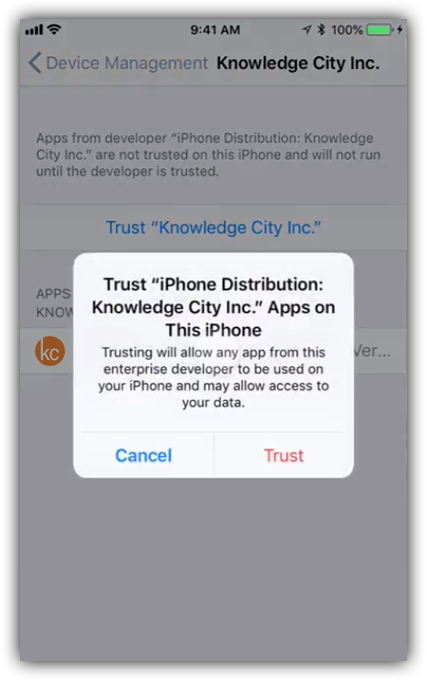 9:41 AM 100%
Device Management Knowledge City Inc.
Apps from developer “iPhone Distribution: Knowledge
City Inc.” are not trusted on this iPhone and will not run
until the developer is trusted.
Trust “Knowledge City Inc.”
APPS
Trust “iPhone Distribution:
Knowledge City Inc.” Apps on
This iPhone
Trusting will allow any app from this
enterprise developer to be used on
your iPhone and may allow access to
your data.
kc
Cancel Trust